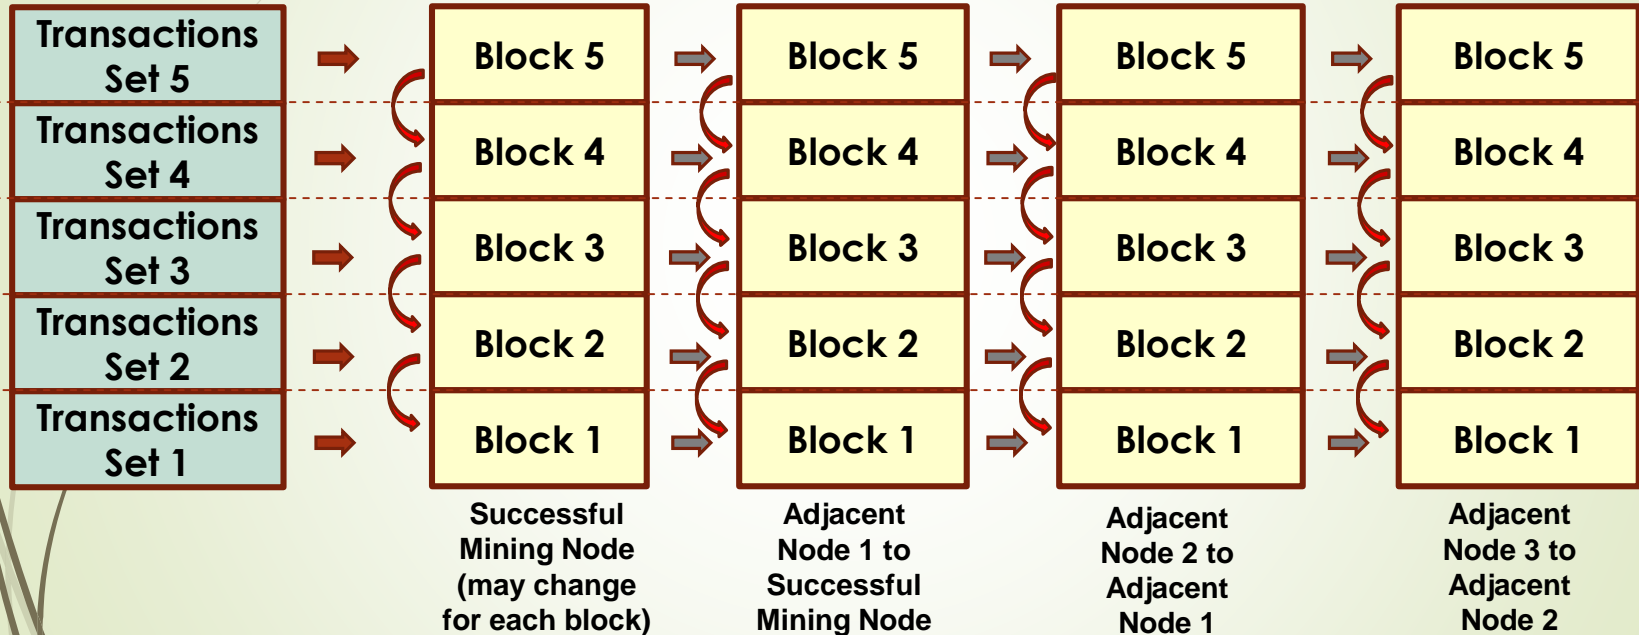 Transactions
Set 5
Block 5
Block 5
Block 5
Block 5
Transactions
Set 4
Block 4
Block 4
Block 4
Block 4
Transactions
Set 3
Block 3
Block 3
Block 3
Block 3
Transactions
Set 2
Block 2
Block 2
Block 2
Block 2
Transactions
Set 1
Block 1
Block 1
Block 1
Block 1
Successful
Mining Node
(may change
for each block)
Adjacent
Node 1 to
Successful
Mining Node
Adjacent
Node 2 to
Adjacent
Node 1
Adjacent
Node 3 to
Adjacent
Node 2